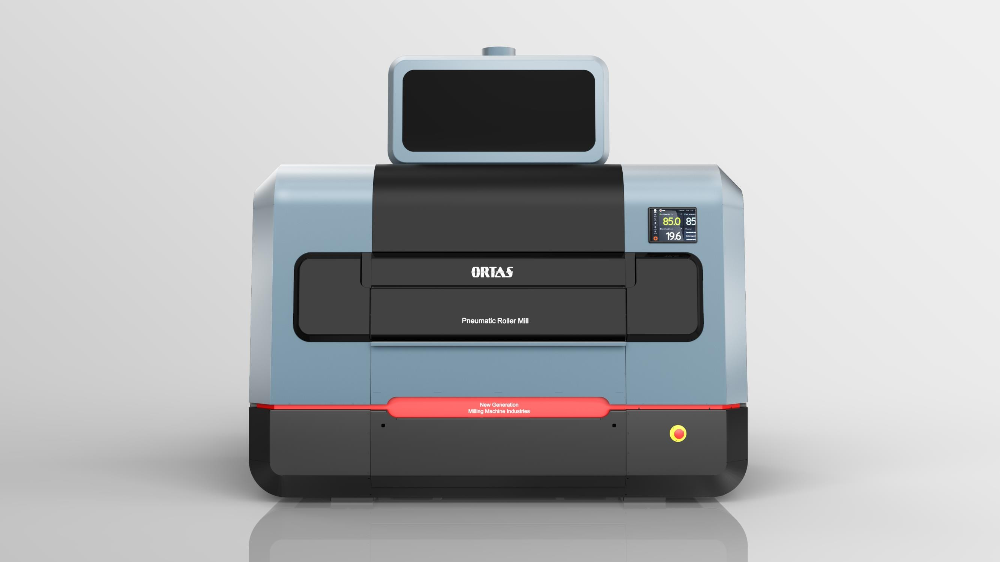 85.0
85
19.6
ORTAS
Pneumatic Roller Mill
New Generation
Milling Machine Industries